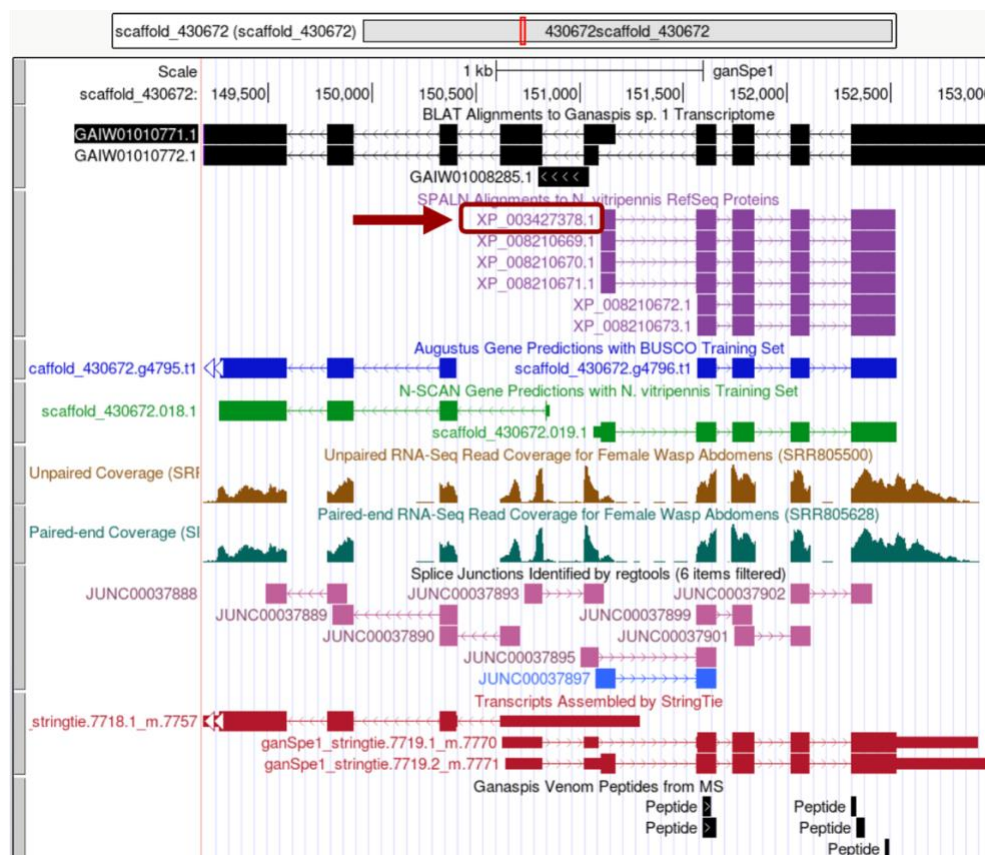 scaffold_430672 (scaffold_430672) 430672scaffold_430672
Scale 1 kb ganSpe1
scaffold_430672: 149,500 150,000 150,500 151,000 151,500 152,000 152,500 153,000
BLAT Alignments to Ganaspis sp. 1 Transcriptome
GAIW01010771.1
GAIW01010772.1
GAIW01008285.1
SPALN Alignments to N. vitripennis RefSeq Proteins
XP_003427378.1
XP_008210669.1
XP_008210670.1
XP_008210671.1
XP_008210672.1
XP_008210673.1
Augustus Gene Predictions with BUSCO Training Set
caffold_430672.g4795.t1 scaffold_430672.g4796.t1
N-SCAN Gene Predictions with N. vitripennis Training Set
scaffold_430672.018.1
scaffold_430672.019.1
Unpaired RNA-Seq Read Coverage for Female Wasp Abdomens (SRR805500)
Unpaired Coverage (SRR
Paired-end RNA-Seq Read Coverage for Female Wasp Abdomens (SRR805628)
Paired-end Coverage (SI
Splice Junctions Identified by regtools (6 items filtered)
JUNC00037888 JUNC00037893 JUNC00037902
JUNC00037889 JUNC00037899
JUNC00037890 JUNC00037901
JUNC00037895
JUNC00037897
Transcripts Assembled by StringTie
_stringtie.7718.1_m.7757
ganSpe1_stringtie.7719.1_m.7770
ganSpe1_stringtie.7719.2_m.7771
Ganaspis Venom Peptides from MS
Peptide Peptide
Peptide Peptide
Peptide